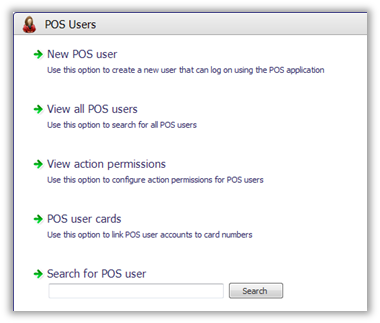 POS Users
New POS user
Use this option to create a new user that can log on using the POS application
View all POS users
Use this option to search for all POS users
View action permissions
Use this option to configure action permissions for POS users
POS user cards
Use this option to link POS user accounts to card numbers
Search for POS user
Search